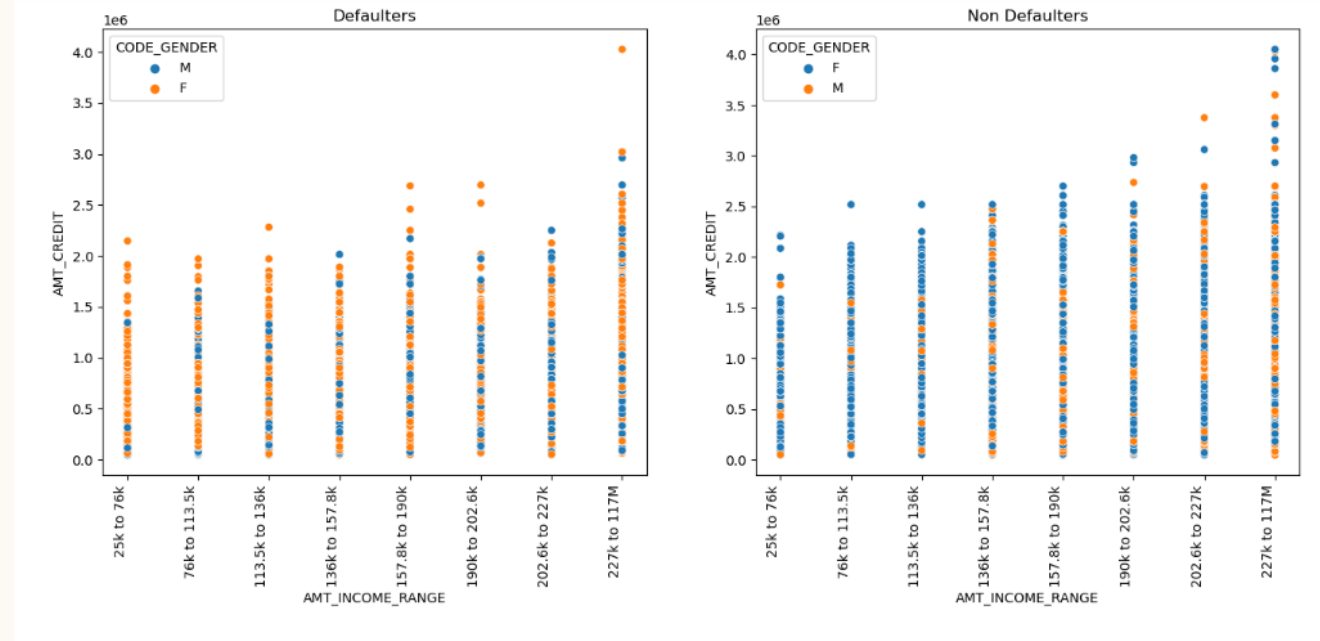 Defaulters
1e6
CODE_GENDER
M
F
4.0
3.5
3.0
2.5
2.0
1.5
1.0
0.5
0.0
AMT_CREDIT
25k to 76k
76k to 113.5k
113.5k to 136k
136k to 157.8k
157.8k to 190k
190k to 202.6k
202.6k to 227k
227k to 117M
AMT_INCOME_RANGE
Non Defaulters
1e6
CODE_GENDER
F
M
4.0
3.5
3.0
2.5
2.0
1.5
1.0
0.5
0.0
AMT_CREDIT
25k to 76k
76k to 113.5k
113.5k to 136k
136k to 157.8k
157.8k to 190k
190k to 202.6k
202.6k to 227k
227k to 117M
AMT_INCOME_RANGE